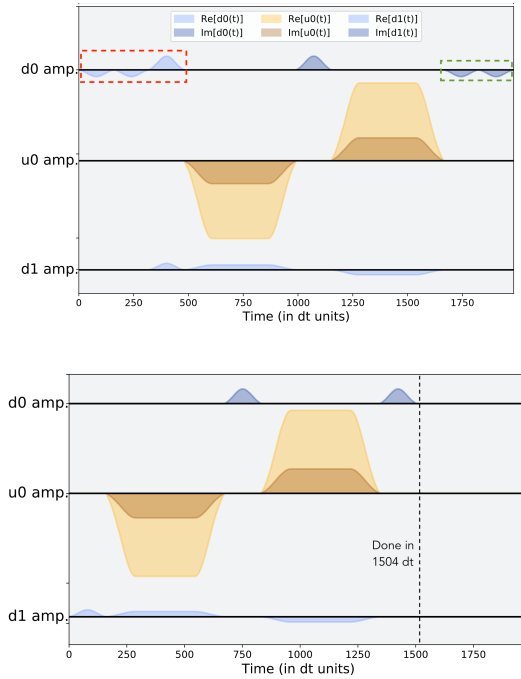 Re[d0(t)] Re[u0(t)] Re[d1(t)]
Im[d0(t)] Im[u0(t)] Im[d1(t)]
d0 amp.
u0 amp.
d1 amp.
0 250 500 750 1000 1250 1500 1750
Time (in dt units)
d0 amp.
u0 amp.
Done in
1504 dt
d1 amp.
0 250 500 750 1000 1250 1500 1750
Time (in dt units)